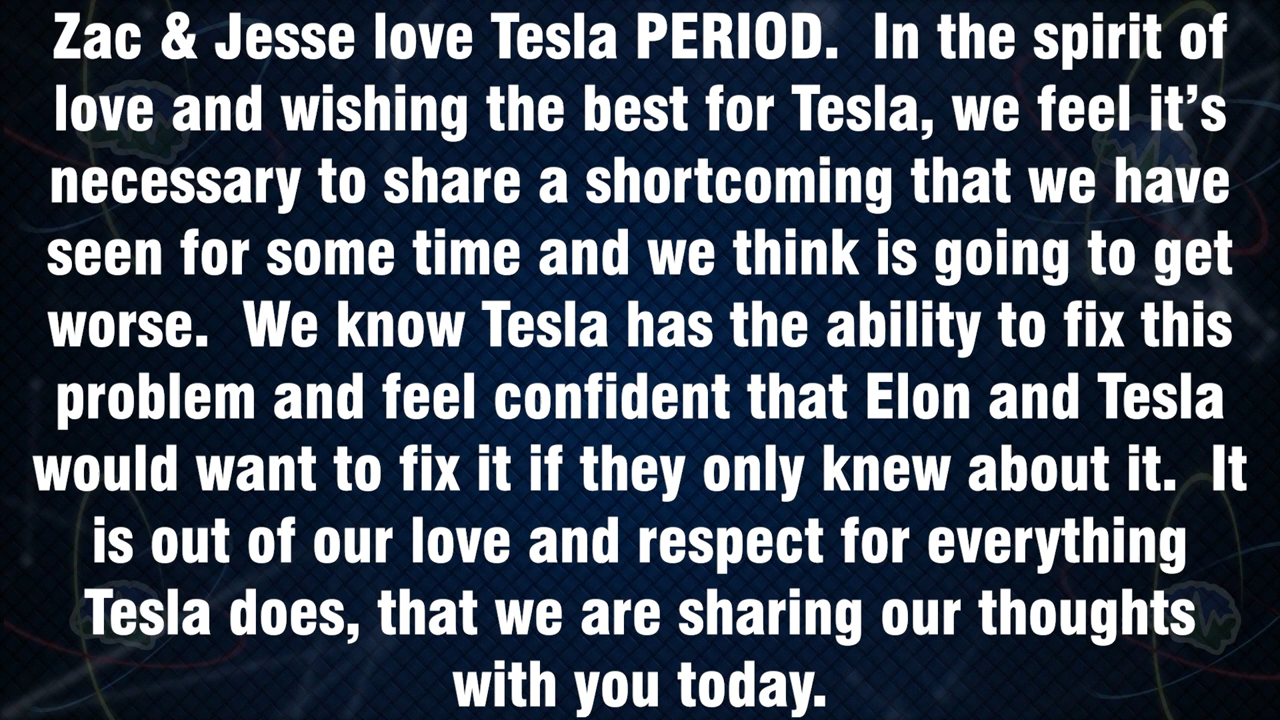 Zac & Jesse love Tesla PERIOD.  In the spirit of
love and wishing the best for Tesla, we feel it’s
necessary to share a shortcoming that we have
seen for some time and we think is going to get
worse.  We know Tesla has the ability to fix this
problem and feel confident that Elon and Tesla
would want to fix it if they only knew about it.  It
is out of our love and respect for everything
Tesla does, that we are sharing our thoughts
with you today.